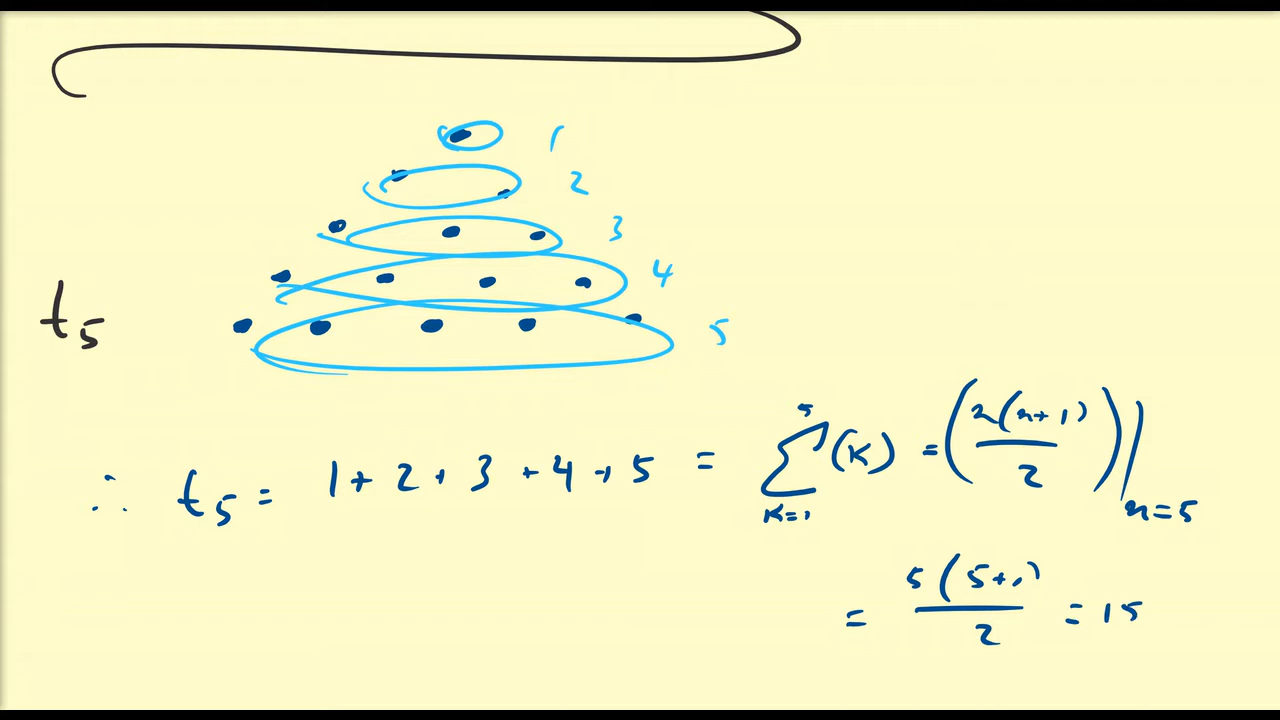 1
2
3
4
t₅
5
∴ t₅ = 1 + 2 + 3 + 4 + 5 = ∑_{k=1}^{5} (k) = (n(n+1)/2)|_{n=5}
= 5(5+1)/2 = 15